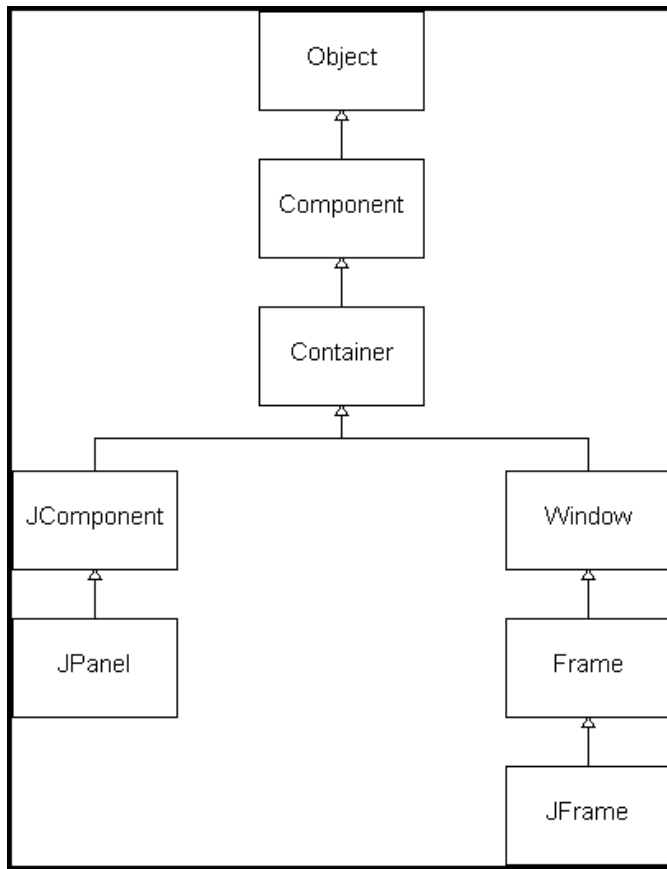 Object
Component
Container
JComponent
Window
JPanel
Frame
JFrame